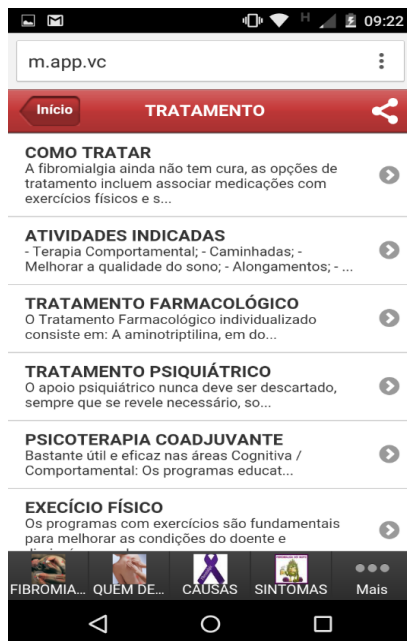 H 09:22
m.app.vc
Início TRATAMENTO
COMO TRATAR
A fibromialgia ainda não tem cura, as opções de
tratamento incluem associar medicações com
exercícios físicos e s...
ATIVIDADES INDICADAS
- Terapia Comportamental; - Caminhadas; -
Melhorar a qualidade do sono; - Alongamentos; - ...
TRATAMENTO FARMACOLÓGICO
O Tratamento Farmacológico individualizado
consiste em: A aminotriptilina, em do...
TRATAMENTO PSIQUIÁTRICO
O apoio psiquiátrico nunca deve ser descartado,
sempre que se revele necessário, so...
PSICOTERAPIA COADJUVANTE
Bastante útil e eficaz nas áreas Cognitiva /
Comportamental: Os programas educat...
EXECÍCIO FÍSICO
Os programas com exercícios são fundamentais
para melhorar as condições do doente e
FIBROMIA... QUEM DE... CAUSAS SINTOMAS Mais